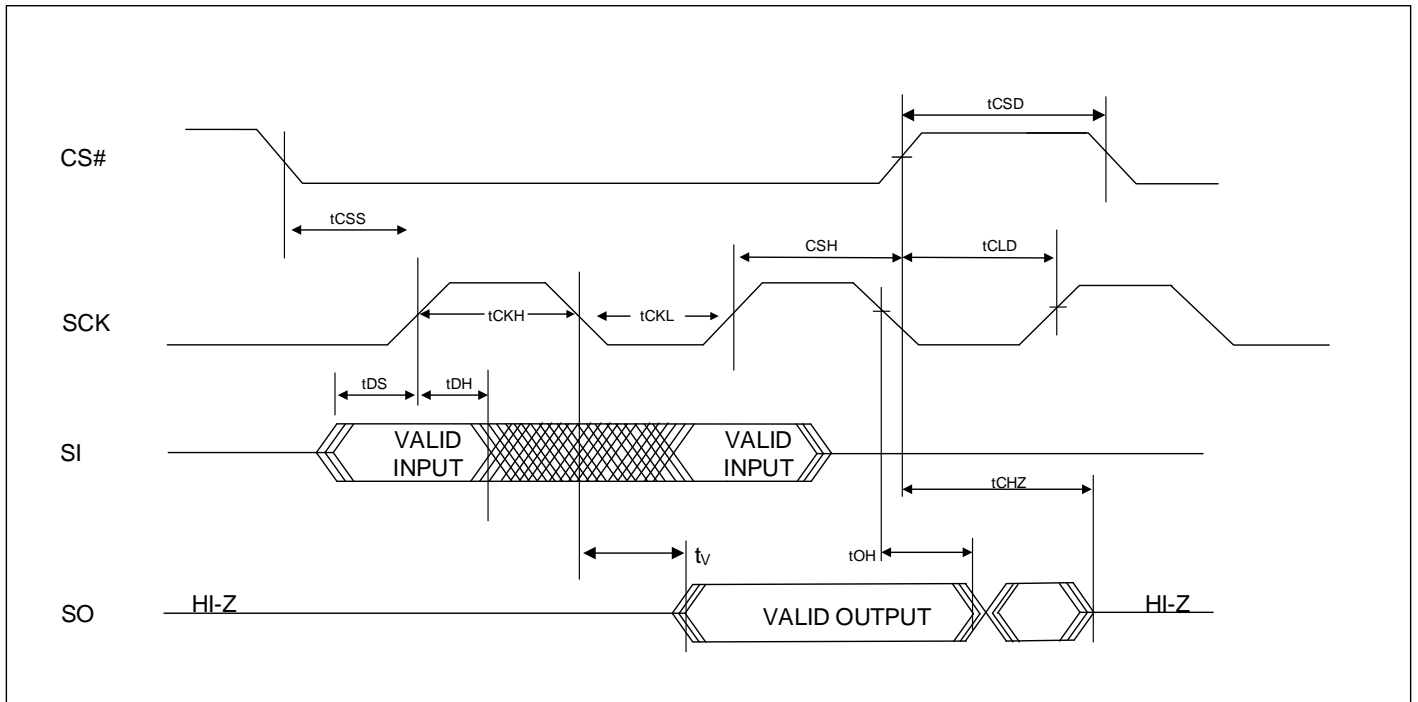 tCSD
CS#
tCSS
CSH
tCLD
SCK
tCKH
tCKL
tDS
tDH
SI
VALID
INPUT
VALID
INPUT
tCHZ
tV
tOH
SO
HI-Z
VALID OUTPUT
HI-Z